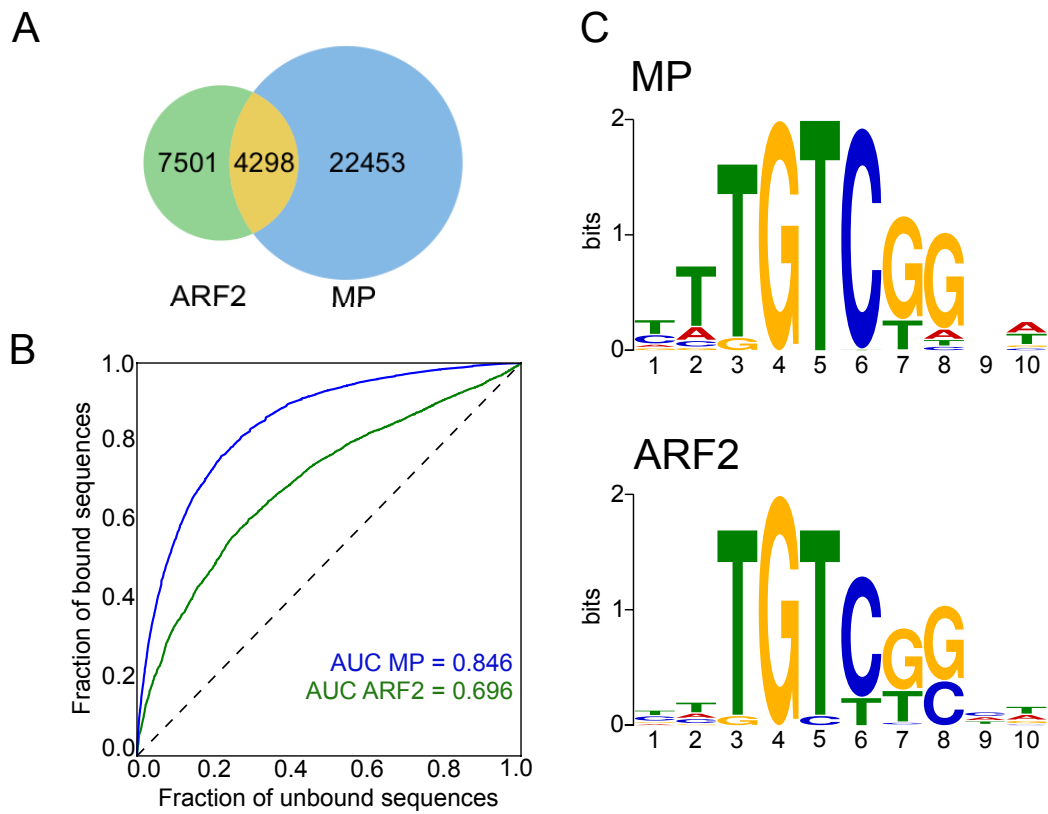 A
7501 4298 22453
ARF2 MP
B
1.0
0.8
0.6
0.4
0.2
0.0
Fraction of bound sequences
AUC MP = 0.846
AUC ARF2 = 0.696
0.0 0.2 0.4 0.6 0.8 1.0
Fraction of unbound sequences
C
MP
2
1
0
bits
T C A G
T A C
T G
G
T
C
G T
G A T C
A T G C
1 2 3 4 5 6 7 8 9 10
ARF2
2
1
0
bits
T C
T A C
T G
G
T C
C T
G T
G C
C A T
T A
1 2 3 4 5 6 7 8 9 10